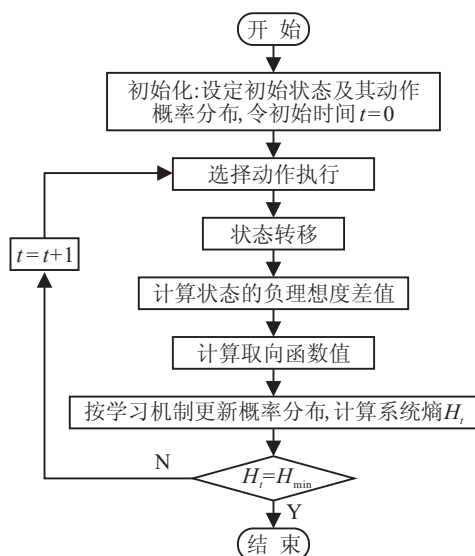 开 始
初始化:设定初始状态及其动作
概率分布,令初始时间t=0
选择动作执行
状态转移
t=t+1
计算状态的负理想度差值
计算取向函数值
按学习机制更新概率分布,计算系统熵Hₜ
N
Hₜ=Hmin
Y
结 束